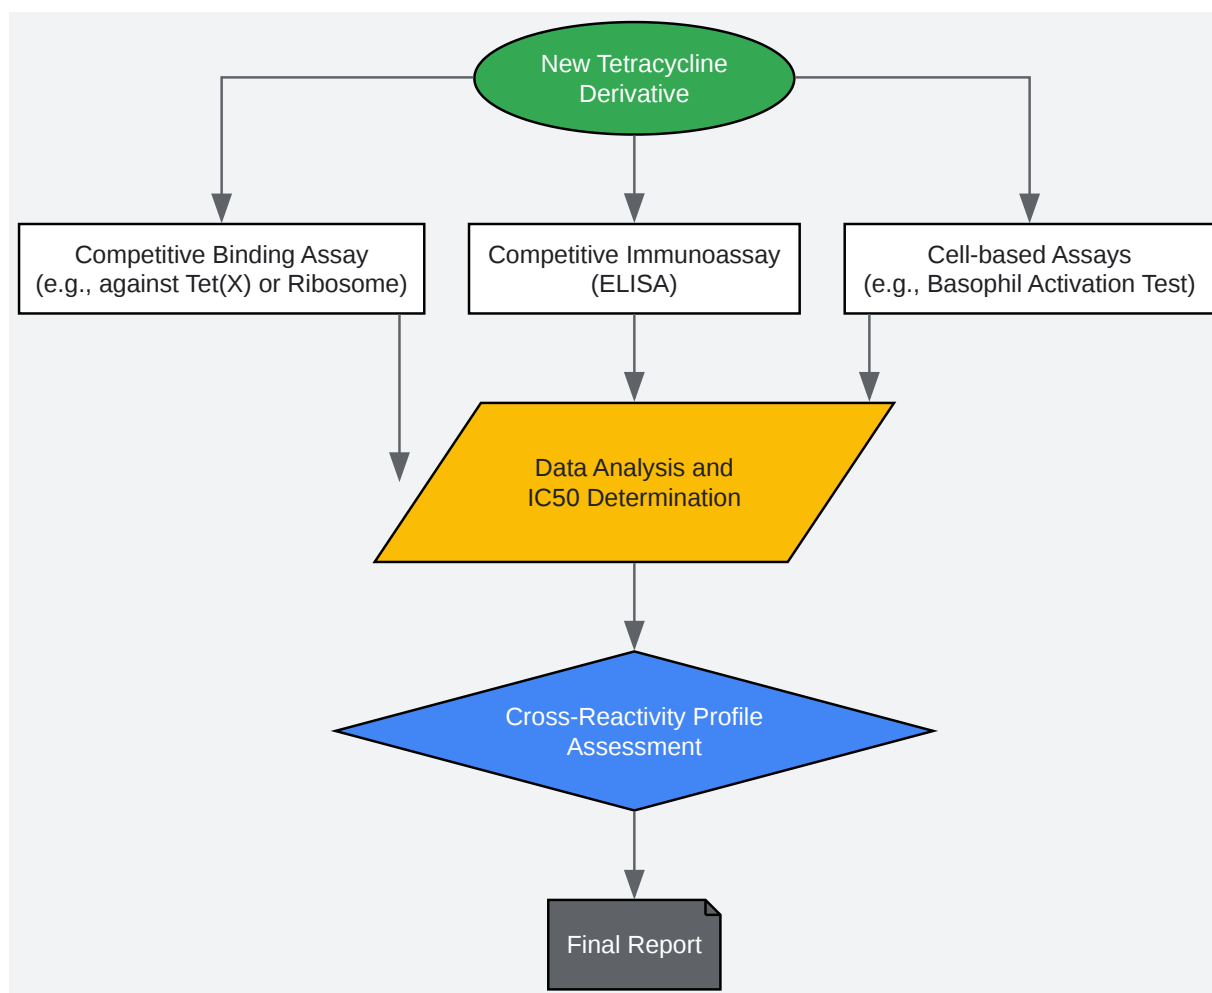 New Tetracycline
Derivative
Competitive Binding Assay
(e.g., against Tet(X) or Ribosome)
Competitive Immunoassay
(ELISA)
Cell-based Assays
(e.g., Basophil Activation Test)
Data Analysis and
IC50 Determination
Cross-Reactivity Profile
Assessment
Final Report